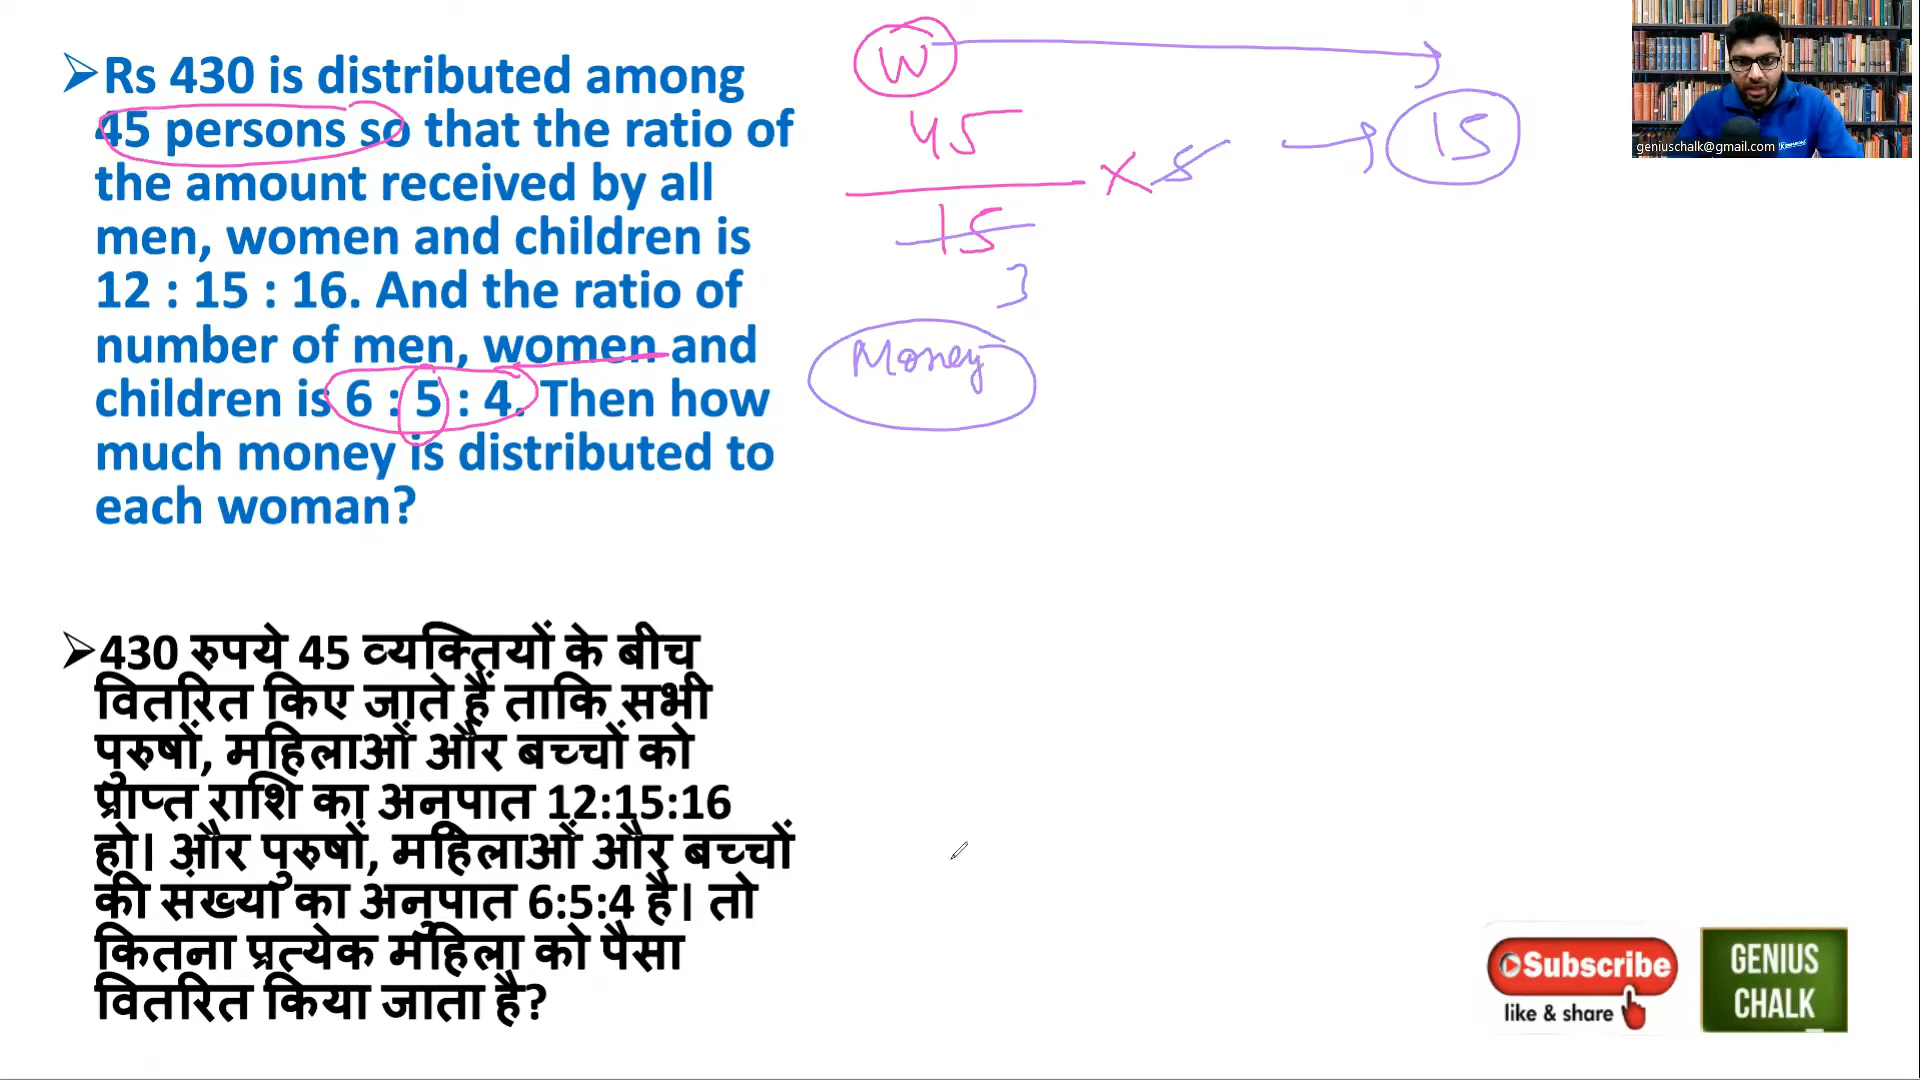 ➢Rs 430 is distributed among
45 persons so that the ratio of
the amount received by all
men, women and children is
12 : 15 : 16. And the ratio of
number of men, women and
children is 6 : 5 : 4. Then how
much money is distributed to
each woman?
➢430 रुपये 45 व्यक्तियों के बीच
वितरित किए जाते हैं ताकि सभी
पुरुषों, महिलाओं और बच्चों को
प्राप्त राशि का अनुपात 12:15:16
हो। और पुरुषों, महिलाओं और बच्चों
की संख्या का अनुपात 6:5:4 है। तो
कितना प्रत्येक महिला को पैसा
वितरित किया जाता है?
W
45
15
× 5
15
3
Money
geniuschalk@gmail.com
Subscribe
like & share
GENIUS
CHALK